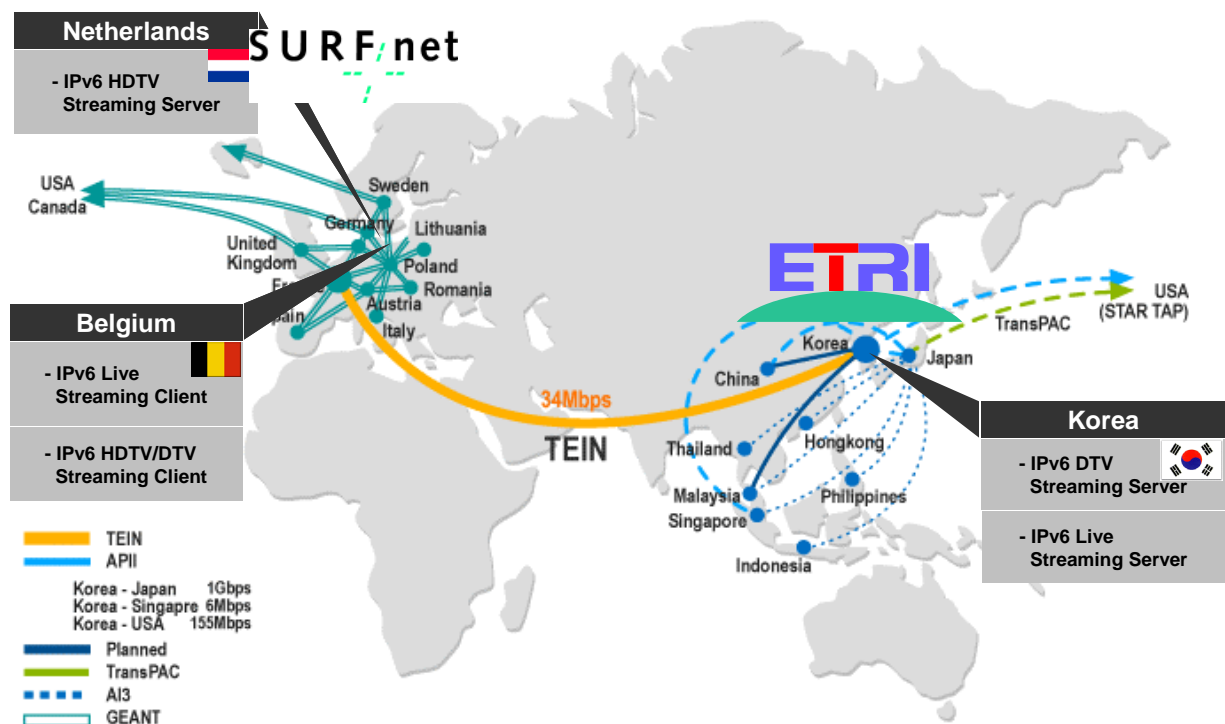 Netherlands
- IPv6 HDTV
Streaming Server
SURFnet
USA
Canada
Sweden
Germany
Lithuania
United
Kingdom
Poland
Romania
Austria
Italy
Belgium
- IPv6 Live
Streaming Client
- IPv6 HDTV/DTV
Streaming Client
34Mbps
TEIN
ETRI
Korea
Japan
China
TransPAC
USA
(STAR TAP)
Thailand
Hongkong
Malaysia
Philippines
Singapore
Indonesia
Korea
- IPv6 DTV
Streaming Server
- IPv6 Live
Streaming Server
TEIN
APII
Korea - Japan 1Gbps
Korea - Singapre 6Mbps
Korea - USA 155Mbps
Planned
TransPAC
AI3
GEANT